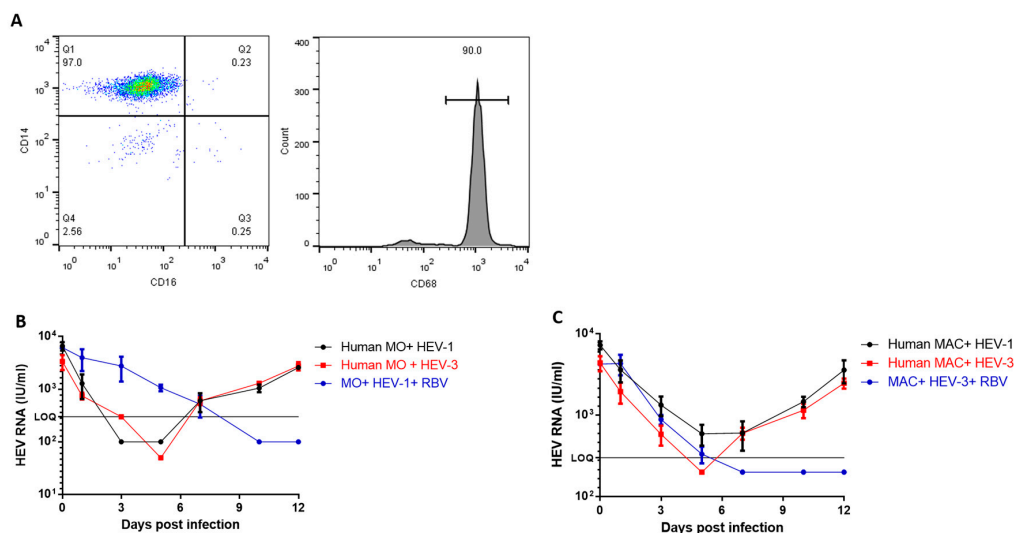 A
Q1
97.0
Q2
0.23
Q4
2.56
Q3
0.25
CD14
10^4
10^3
10^2
10^1
10^0
10^0 10^1 10^2 10^3 10^4
CD16
90.0
Count
400
300
200
100
0
10^0 10^1 10^2 10^3 10^4
CD68
B
HEV RNA (IU/ml)
10^4
10^3
LOQ
10^2
10^1
0 3 6 9 12
Days post infection
Human MO+ HEV-1
Human MO + HEV-3
MO+ HEV-1+ RBV
C
HEV RNA (IU/ml)
10^4
10^3
LOQ
10^2
0 3 6 9 12
Days post infection
Human MAC+ HEV-1
Human MAC+ HEV-3
MAC+ HEV-3+ RBV